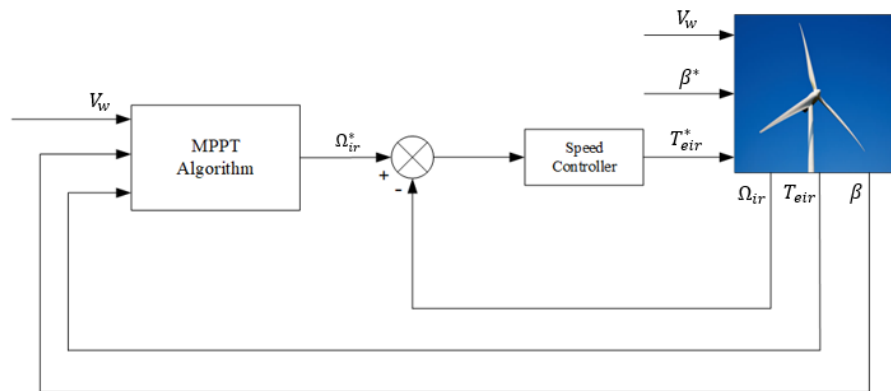 V_w
β*
V_w
MPPT
Algorithm
Ω*_ir
+
-
Speed
Controller
T*_eir
Ω_ir T_eir β